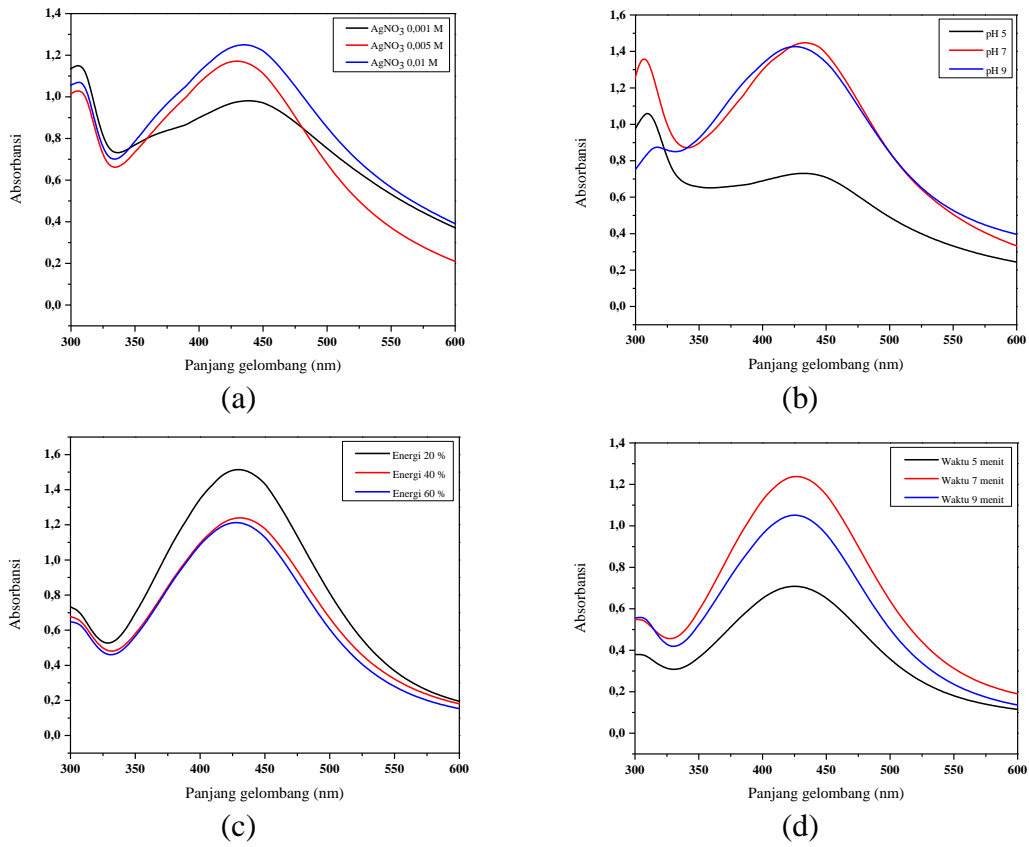 1,4
1,2
1,0
0,8
0,6
0,4
0,2
0,0
Absorbansi
AgNO3 0,001 M
AgNO3 0,005 M
AgNO3 0,01 M
300 350 400 450 500 550 600
Panjang gelombang (nm)
(a)
1,6
1,4
1,2
1,0
0,8
0,6
0,4
0,2
0,0
Absorbansi
pH 5
pH 7
pH 9
300 350 400 450 500 550 600
Panjang gelombang (nm)
(b)
1,6
1,4
1,2
1,0
0,8
0,6
0,4
0,2
0,0
Absorbansi
Energi 20 %
Energi 40 %
Energi 60 %
300 350 400 450 500 550 600
Panjang gelombang (nm)
(c)
1,4
1,2
1,0
0,8
0,6
0,4
0,2
0,0
Absorbansi
Waktu 5 menit
Waktu 7 menit
Waktu 9 menit
300 350 400 450 500 550 600
Panjang gelombang (nm)
(d)